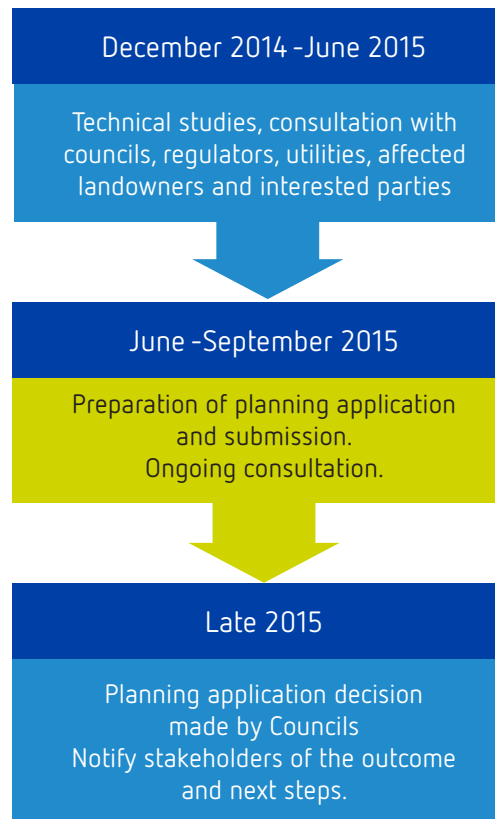 December 2014 - June 2015
Technical studies, consultation with
councils, regulators, utilities, affected
landowners and interested parties
June - September 2015
Preparation of planning application
and submission.
Ongoing consultation.
Late 2015
Planning application decision
made by Councils
Notify stakeholders of the outcome
and next steps.